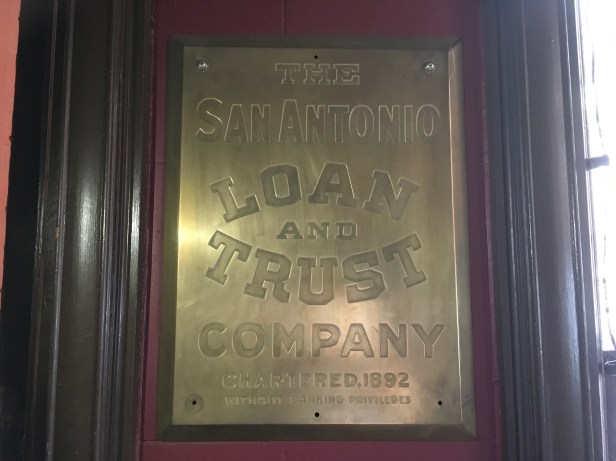 THE
SAN ANTONIO
LOAN
AND
TRUST
COMPANY
CHARTERED, 1892
WITHOUT BANKING PRIVILEGES